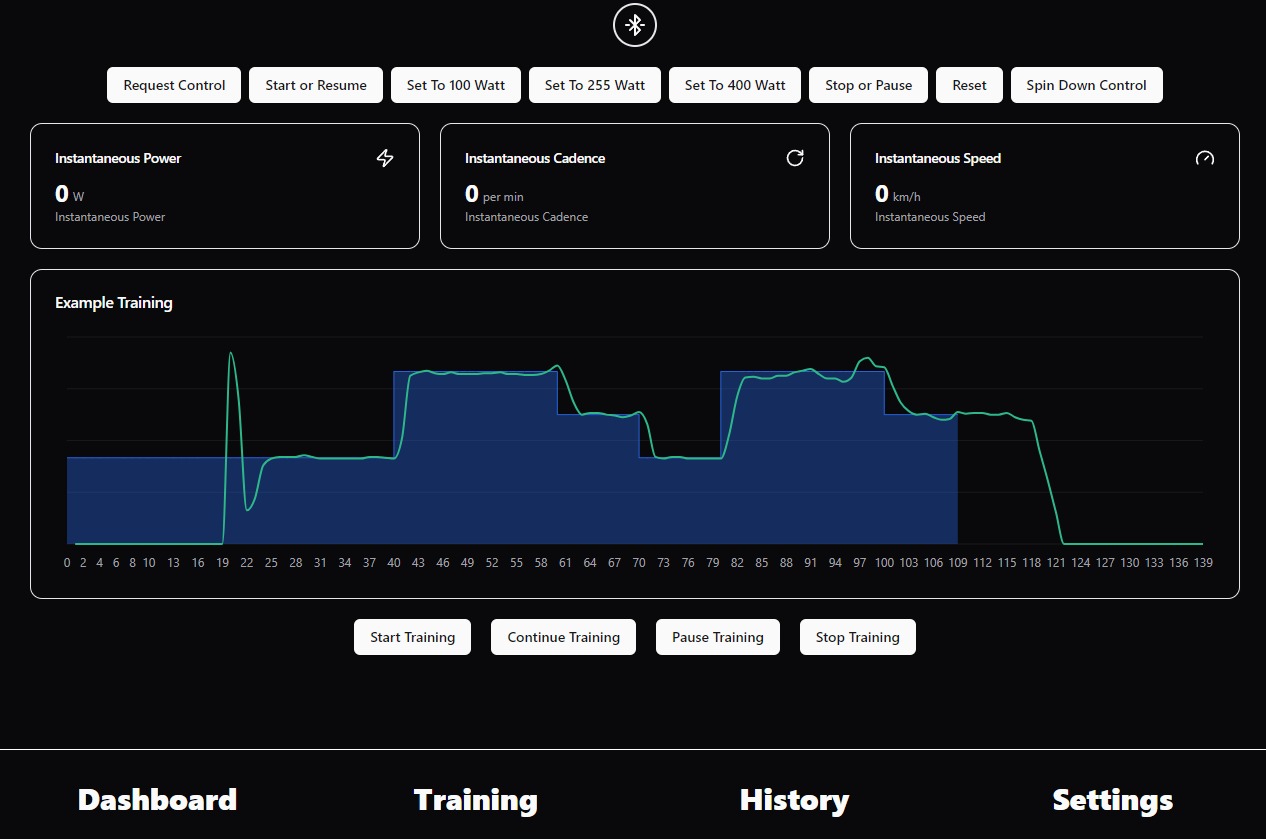 Request Control Start or Resume Set To 100 Watt Set To 255 Watt Set To 400 Watt Stop or Pause Reset Spin Down Control
Instantaneous Power Instantaneous Cadence Instantaneous Speed
0 W 0 per min 0 km/h
Instantaneous Power Instantaneous Cadence Instantaneous Speed
Example Training
0 2 4 6 8 10 13 16 19 22 25 28 31 34 37 40 43 46 49 52 55 58 61 64 67 70 73 76 79 82 85 88 91 94 97 100 103 106 109 112 115 118 121 124 127 130 133 136 139
Start Training Continue Training Pause Training Stop Training
Dashboard Training History Settings